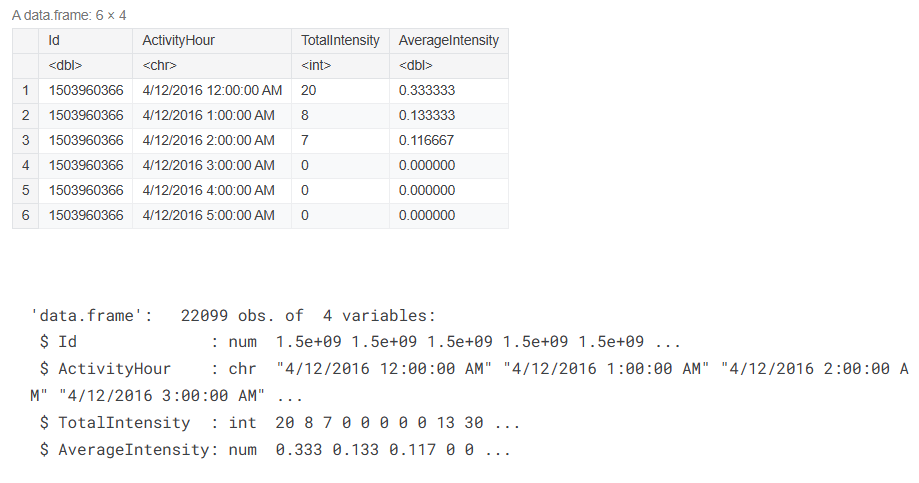 A data.frame: 6 × 4
Id ActivityHour TotalIntensity AverageIntensity
<dbl> <chr> <int> <dbl>
1 1503960366 4/12/2016 12:00:00 AM 20 0.333333
2 1503960366 4/12/2016 1:00:00 AM 8 0.133333
3 1503960366 4/12/2016 2:00:00 AM 7 0.116667
4 1503960366 4/12/2016 3:00:00 AM 0 0.000000
5 1503960366 4/12/2016 4:00:00 AM 0 0.000000
6 1503960366 4/12/2016 5:00:00 AM 0 0.000000
'data.frame':   22099 obs. of  4 variables:
 $ Id              : num  1.5e+09 1.5e+09 1.5e+09 1.5e+09 1.5e+09 ...
 $ ActivityHour    : chr  "4/12/2016 12:00:00 AM" "4/12/2016 1:00:00 AM" "4/12/2016 2:00:00 A
M" "4/12/2016 3:00:00 AM" ...
 $ TotalIntensity  : int  20 8 7 0 0 0 0 0 13 30 ...
 $ AverageIntensity: num  0.333 0.133 0.117 0 0 ...